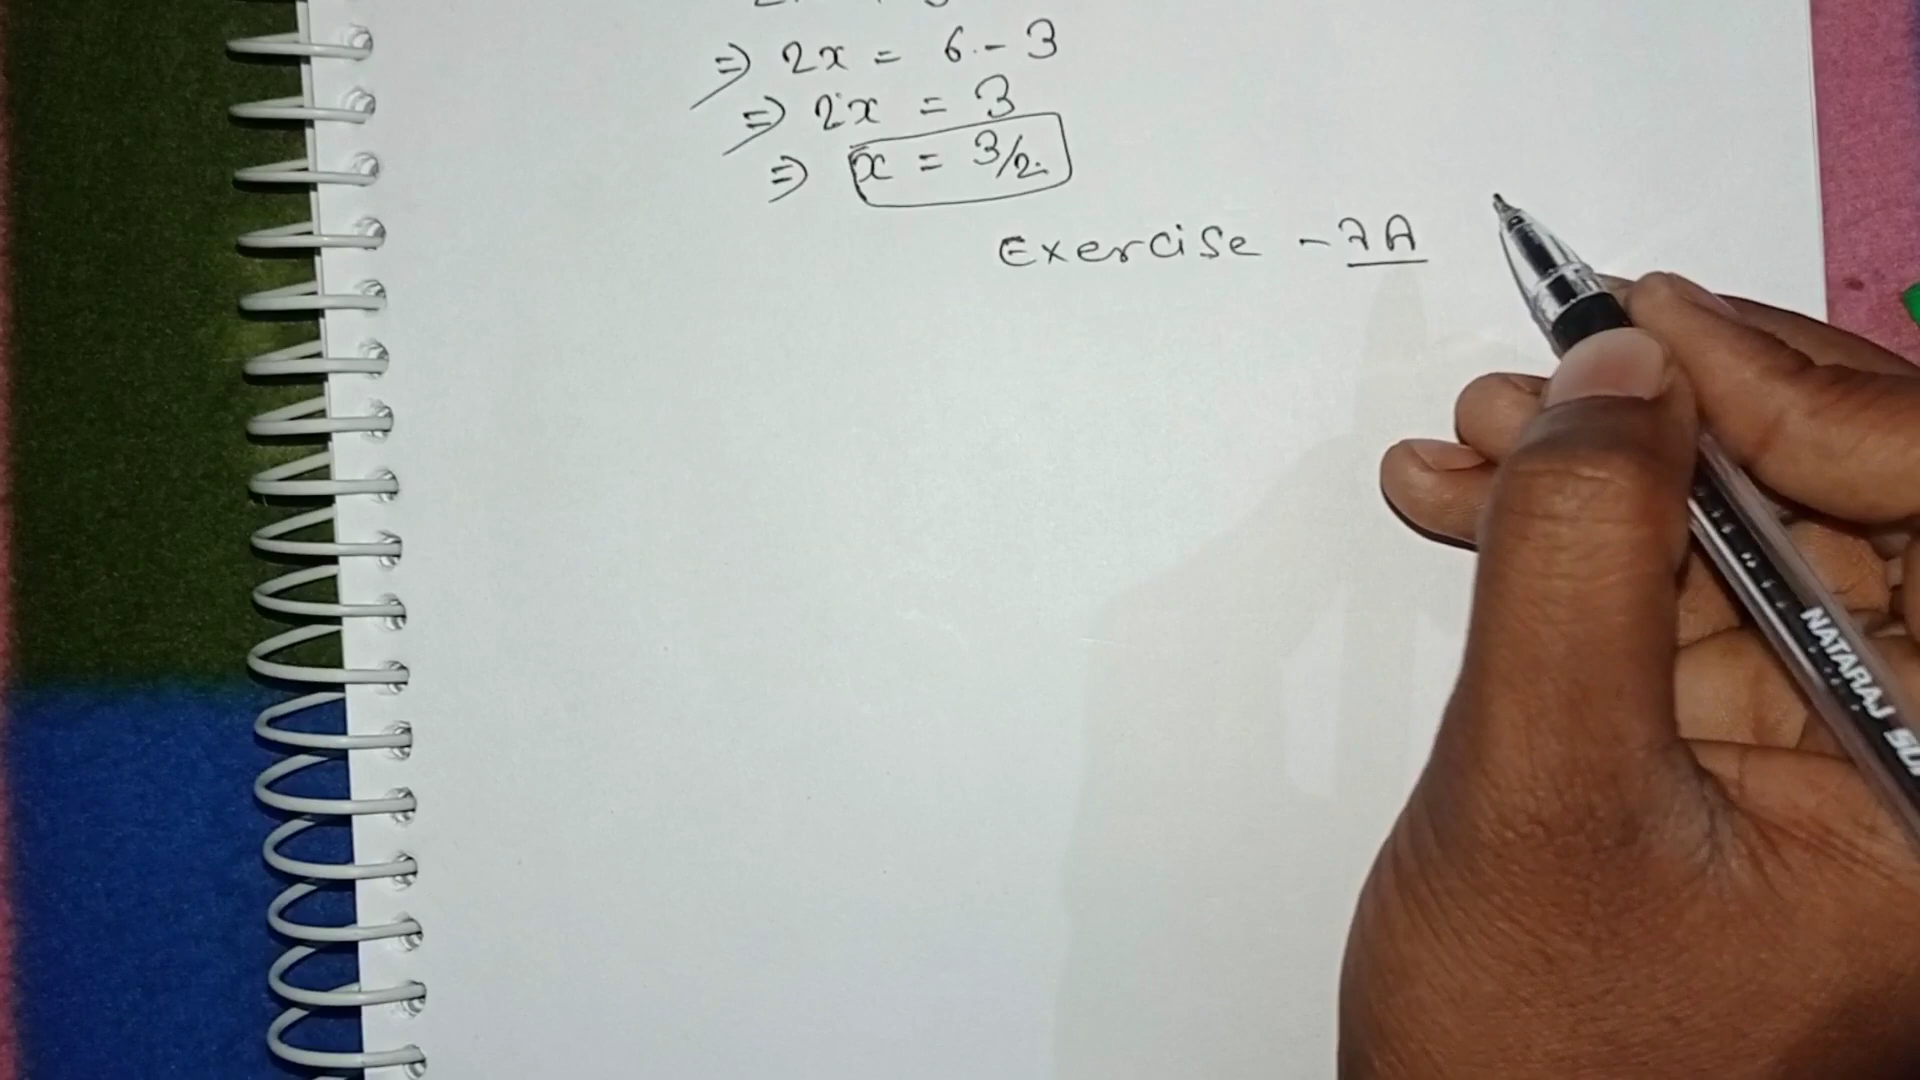 ⇒ 2x = 6 - 3
⇒ 2x = 3
⇒ x = 3/2
Exercise - 7A
NATARAJ